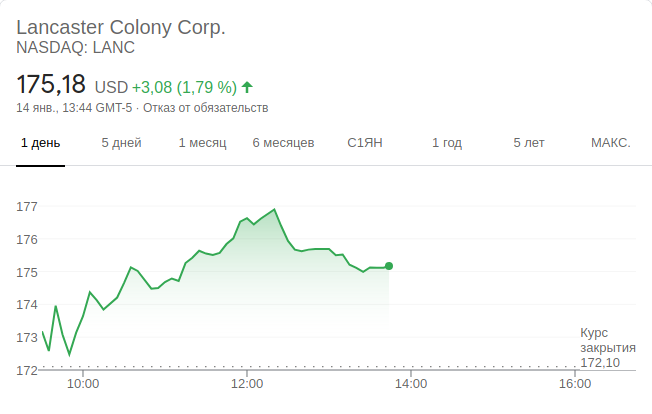 Lancaster Colony Corp.
NASDAQ: LANC
175,18 USD +3,08 (1,79 %)
14 янв., 13:44 GMT-5 · Отказ от обязательств
1 день 5 дней 1 месяц 6 месяцев С1ЯН 1 год 5 лет МАКС.
177
176
175
174
173
172
Курс
закрытия
172,10
10:00 12:00 14:00 16:00